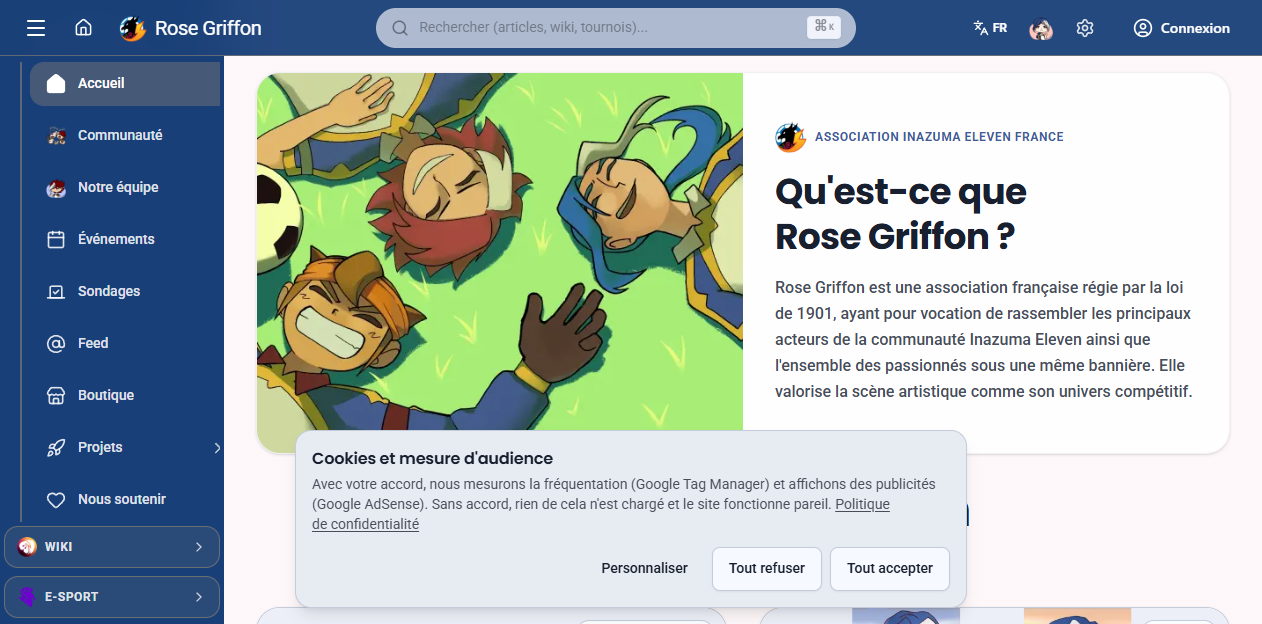 Rose Griffon
Rechercher (articles, wiki, tournois)...
⌘K
FR
Connexion
Accueil
Communauté
Notre équipe
Événements
Sondages
Feed
Boutique
Projets
Nous soutenir
WIKI
E-SPORT
ASSOCIATION INAZUMA ELEVEN FRANCE
Qu'est-ce que
Rose Griffon ?
Rose Griffon est une association française régie par la loi
de 1901, ayant pour vocation de rassembler les principaux
acteurs de la communauté Inazuma Eleven ainsi que
l'ensemble des passionnés sous une même bannière. Elle
valorise la scène artistique comme son univers compétitif.
Cookies et mesure d'audience
Avec votre accord, nous mesurons la fréquentation (Google Tag Manager) et affichons des publicités
(Google AdSense). Sans accord, rien de cela n'est chargé et le site fonctionne pareil. Politique
de confidentialité
Personnaliser
Tout refuser
Tout accepter